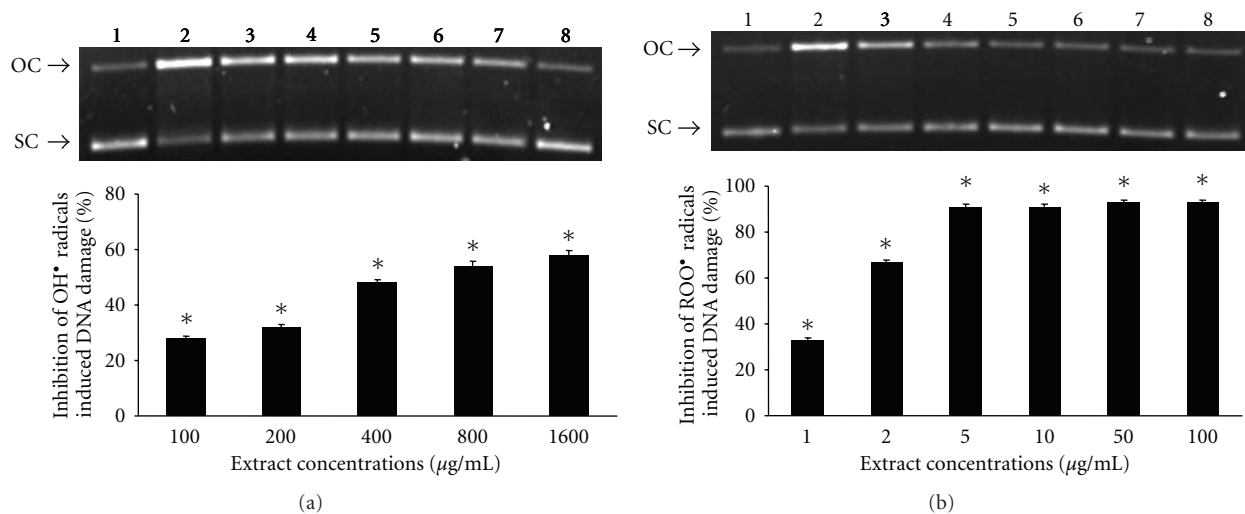 1 2 3 4 5 6 7 8
OC →
SC →
80
60
40
20
0
Inhibition of OH• radicals
induced DNA damage (%)
* * * * *
100 200 400 800 1600
Extract concentrations (µg/mL)
(a)
1 2 3 4 5 6 7 8
OC →
SC →
100
80
60
40
20
0
Inhibition of ROO• radicals
induced DNA damage (%)
* * * * * *
1 2 5 10 50 100
Extract concentrations (µg/mL)
(b)